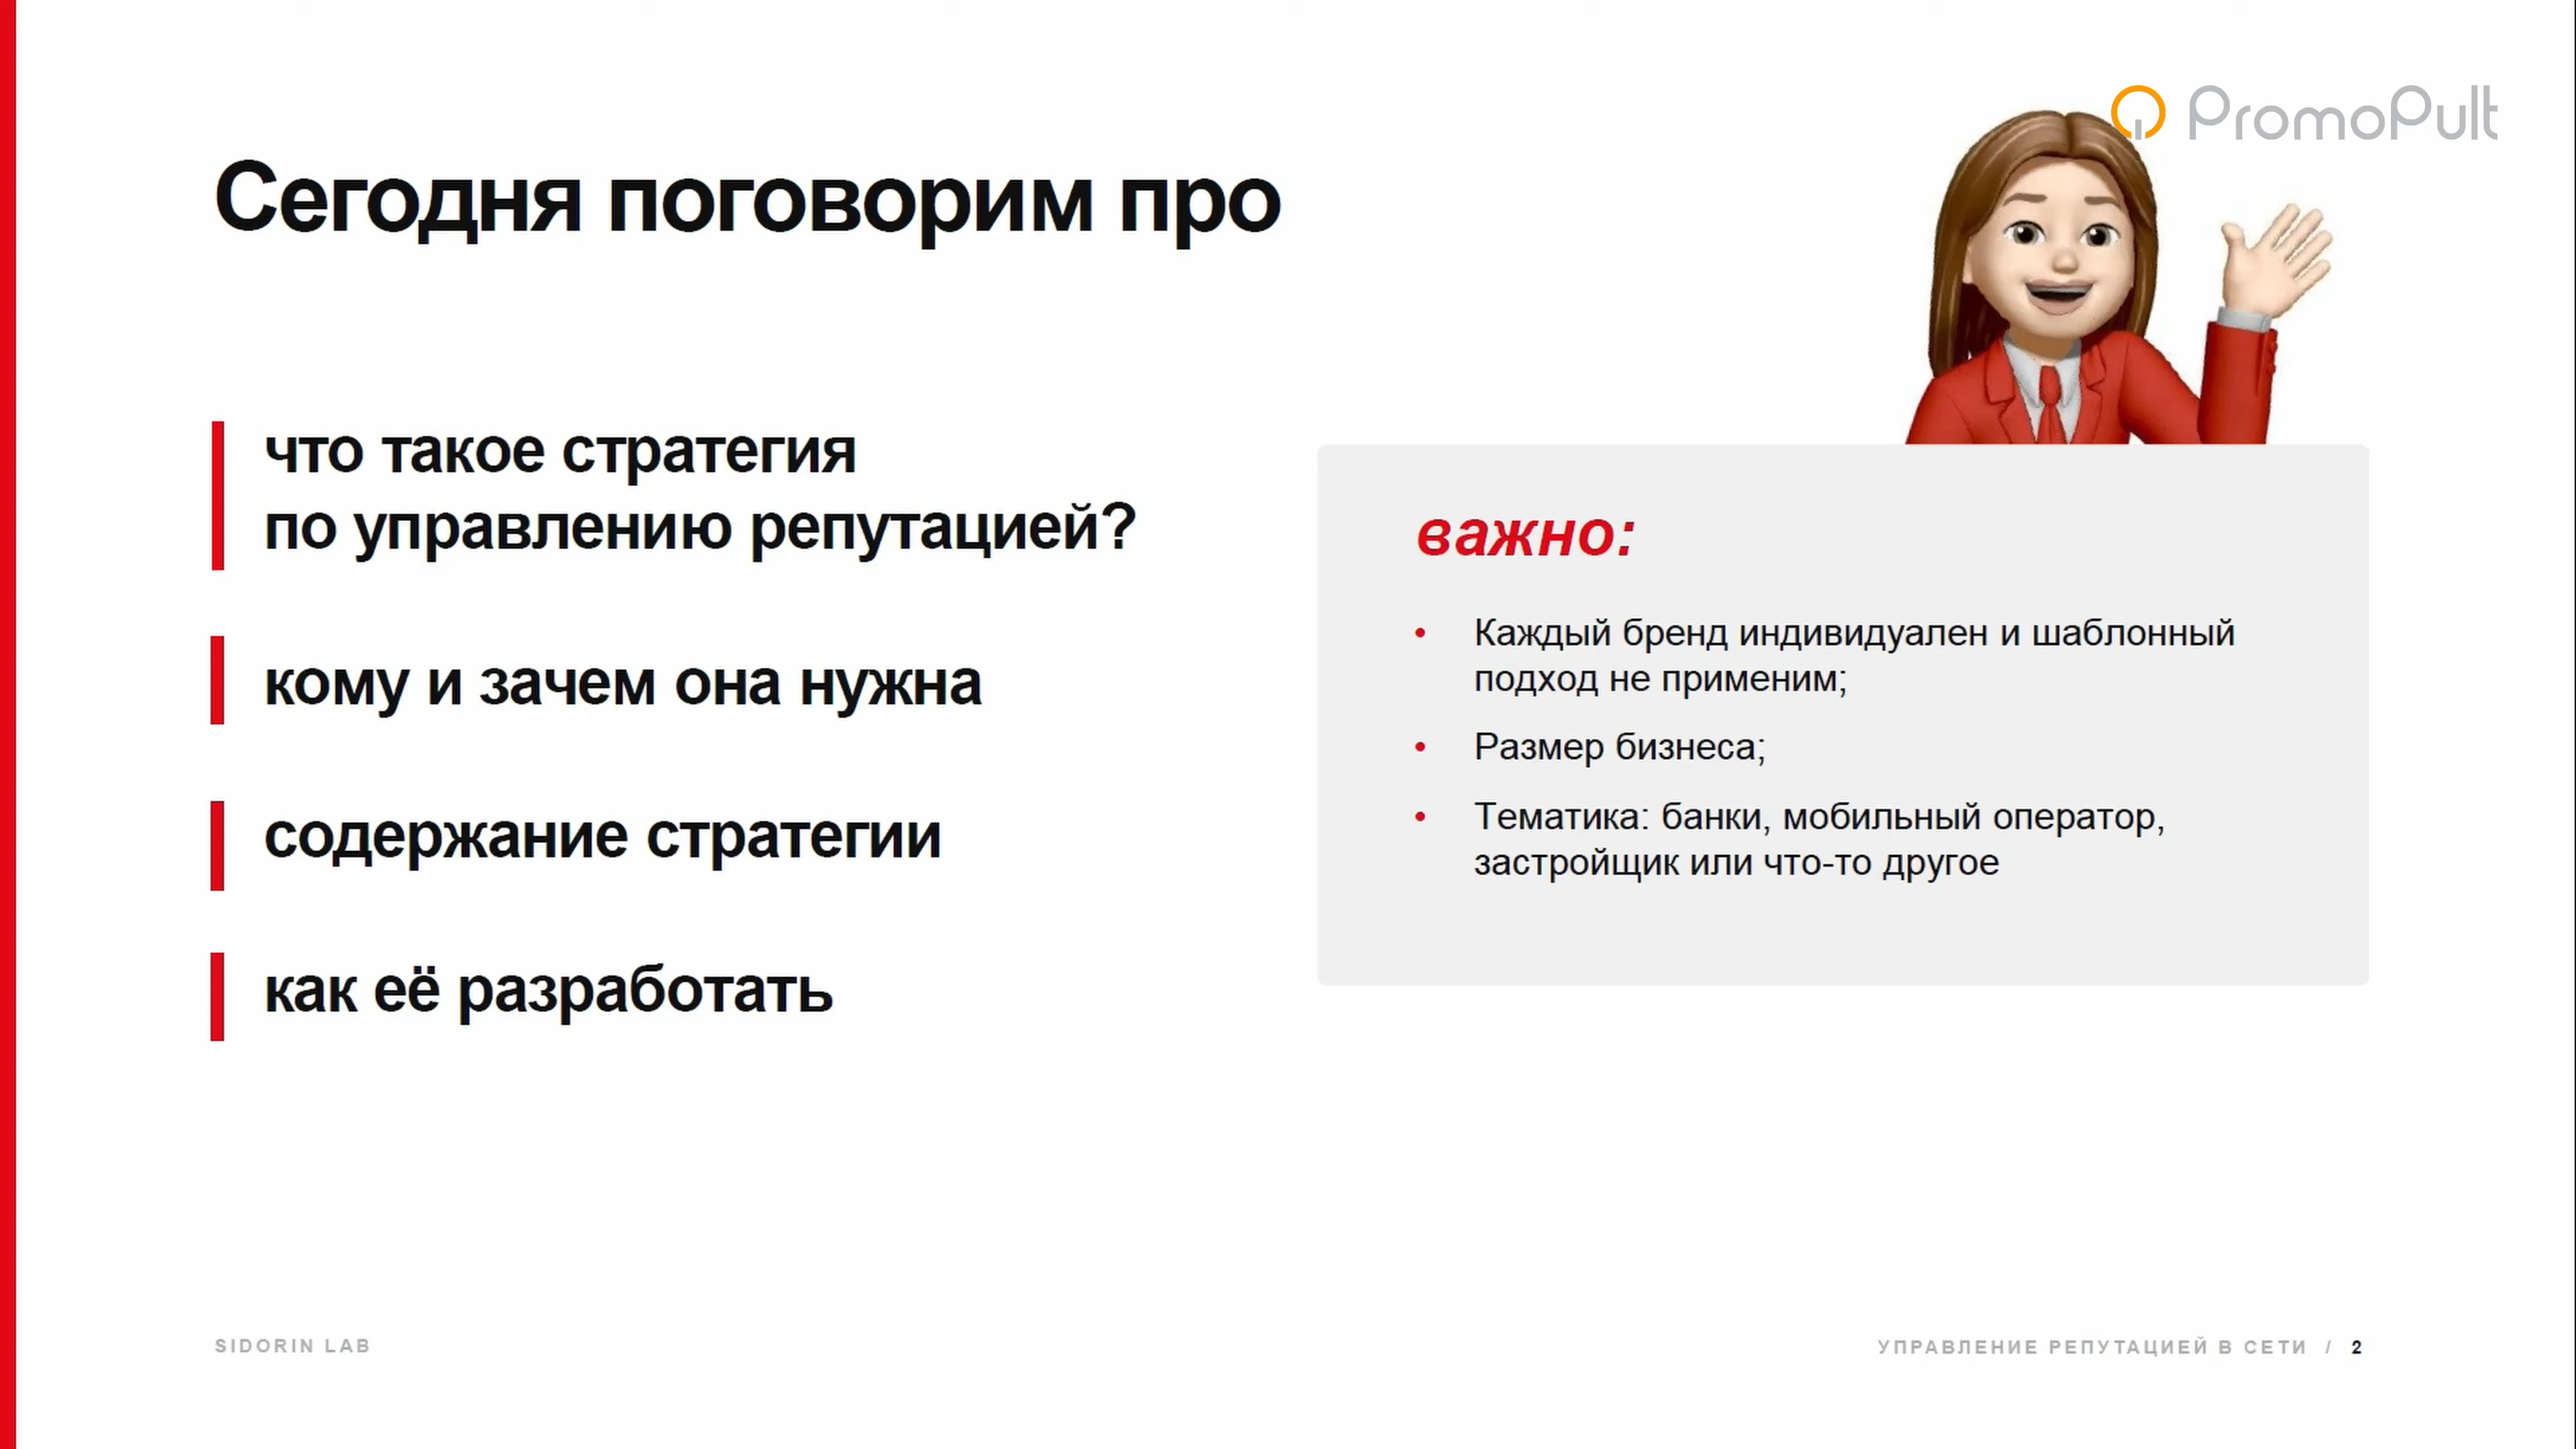 PromoPult
Сегодня поговорим про
что такое стратегия
по управлению репутацией?
кому и зачем она нужна
содержание стратегии
как её разработать
важно:
• Каждый бренд индивидуален и шаблонный
подход не применим;
• Размер бизнеса;
• Тематика: банки, мобильный оператор,
застройщик или что-то другое
SIDORIN LAB
УПРАВЛЕНИЕ РЕПУТАЦИЕЙ В СЕТИ / 2